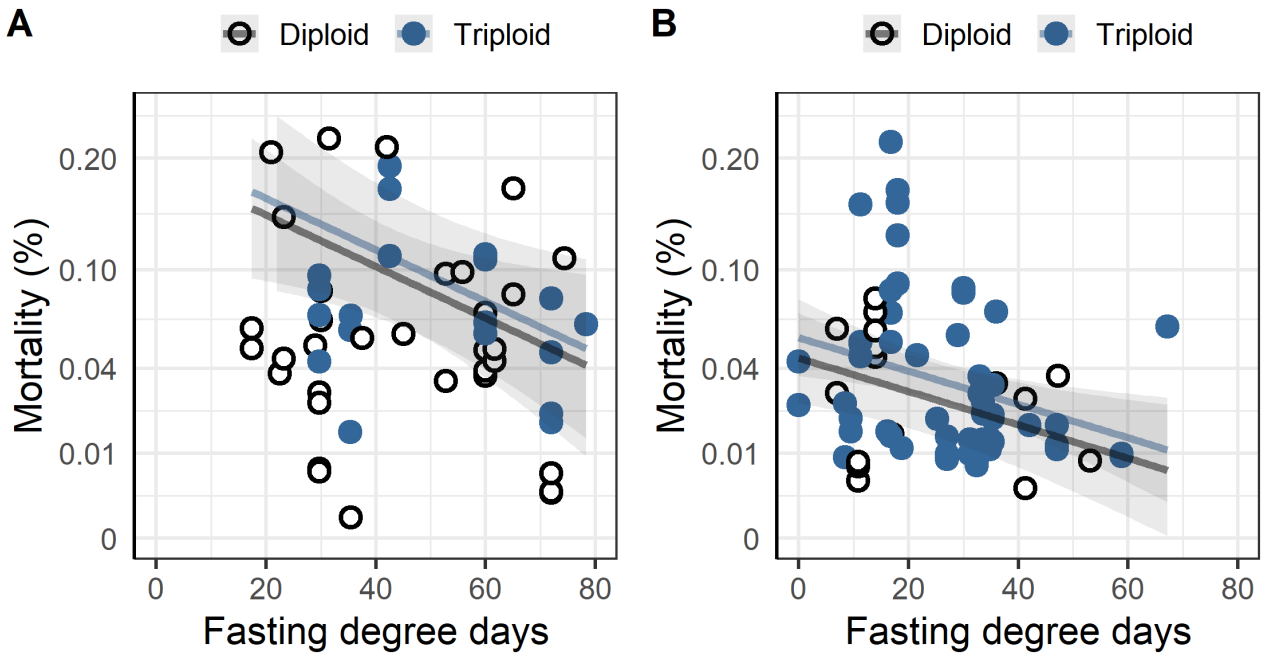 A
Diploid
Triploid
Mortality (%)
0.20
0.10
0.04
0.01
0
0 20 40 60 80
Fasting degree days
B
Diploid
Triploid
Mortality (%)
0.20
0.10
0.04
0.01
0
0 20 40 60 80
Fasting degree days